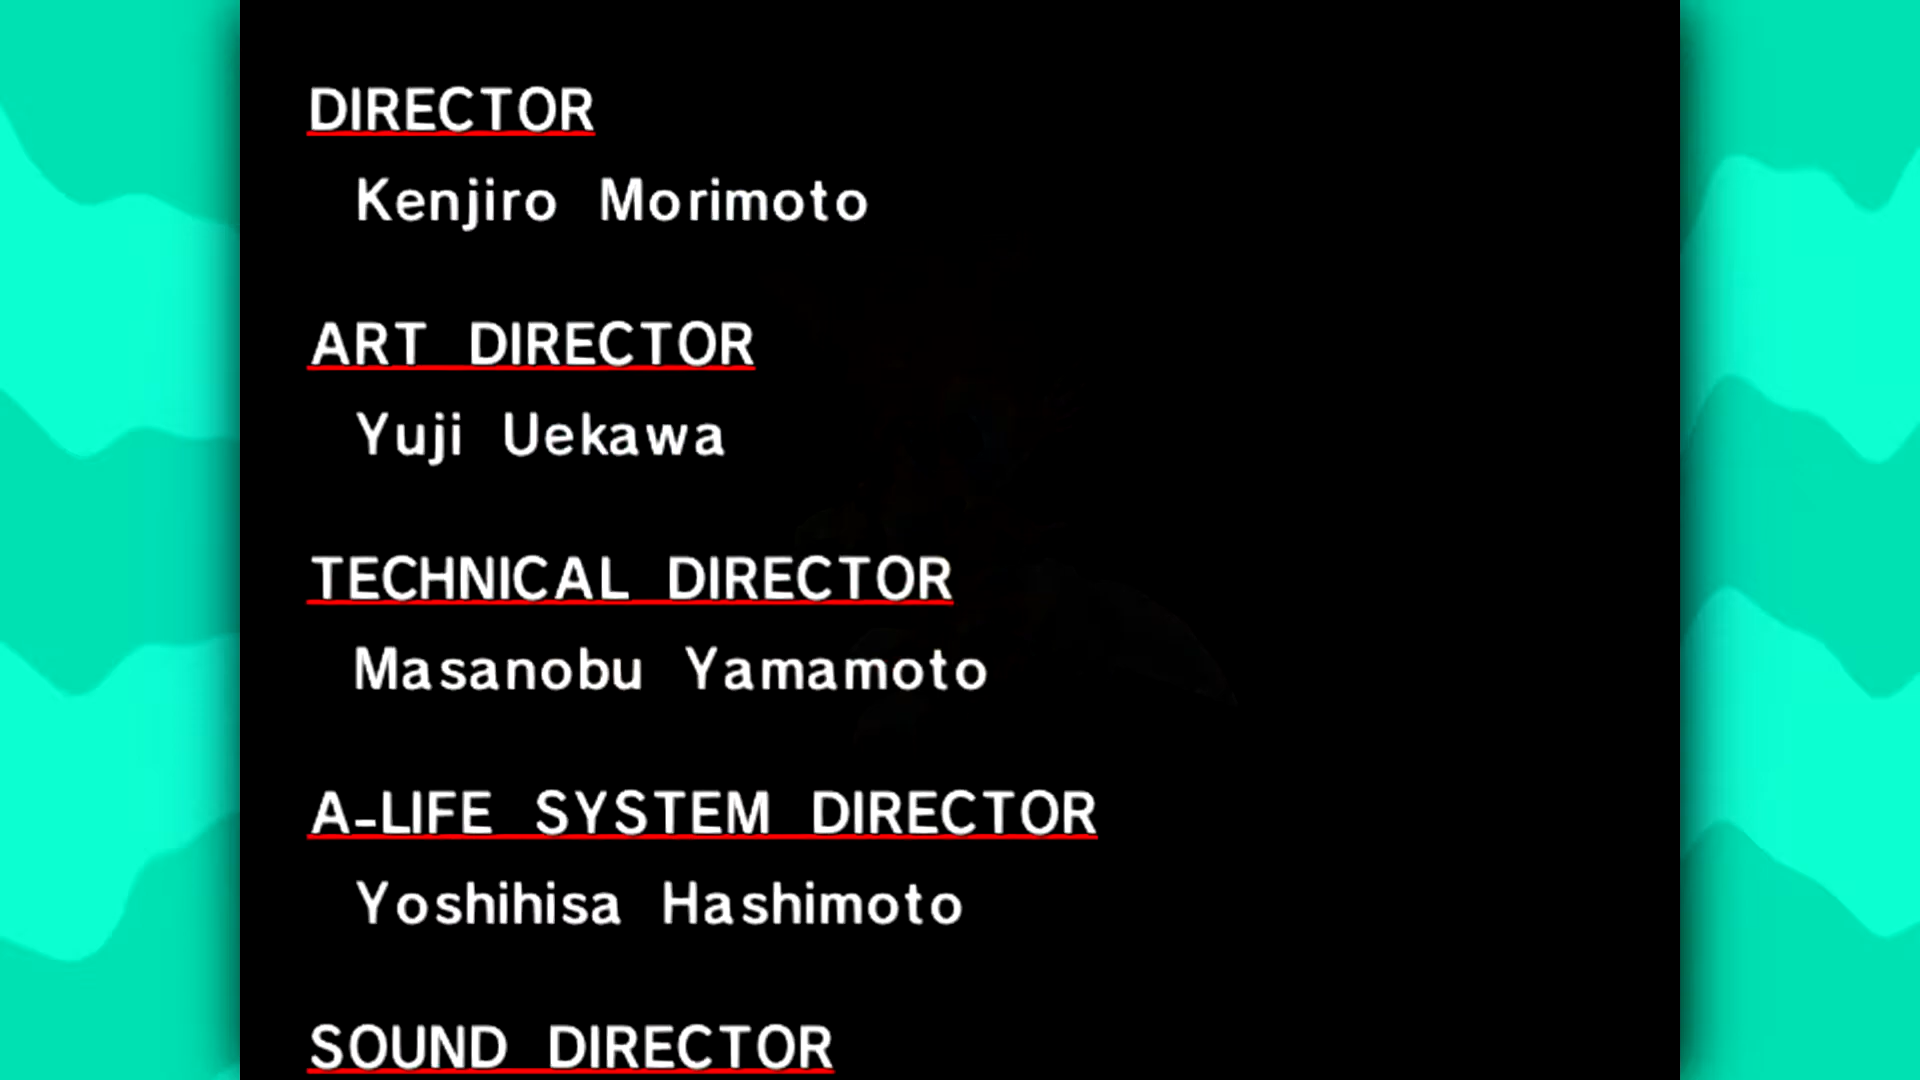 DIRECTOR
Kenjiro Morimoto
ART DIRECTOR
Yuji Uekawa
TECHNICAL DIRECTOR
Masanobu Yamamoto
A-LIFE SYSTEM DIRECTOR
Yoshihisa Hashimoto
SOUND DIRECTOR